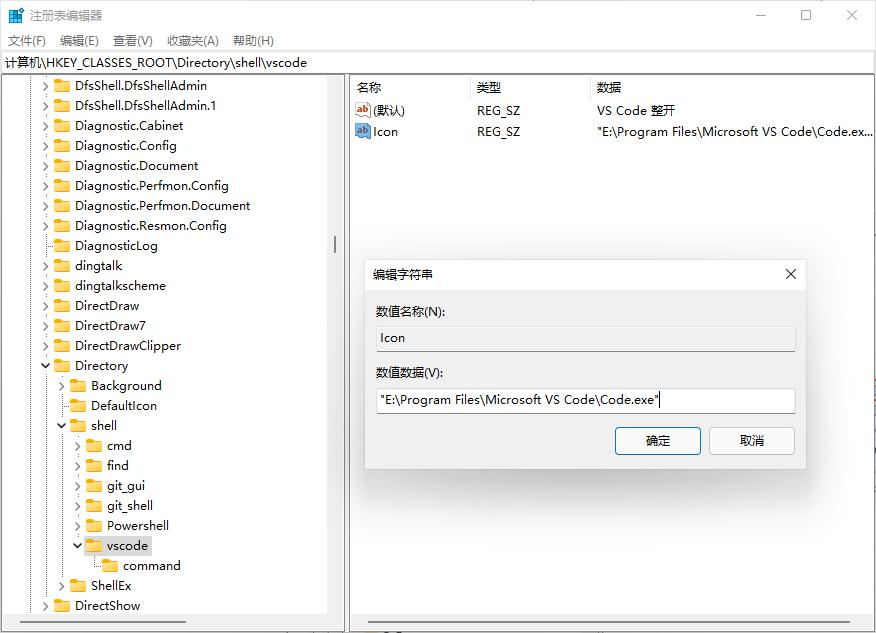 注册表编辑器
文件(F) 编辑(E) 查看(V) 收藏夹(A) 帮助(H)
计算机\HKEY_CLASSES_ROOT\Directory\shell\vscode
DfsShell.DfsShellAdmin
DfsShell.DfsShellAdmin.1
Diagnostic.Cabinet
Diagnostic.Config
Diagnostic.Document
Diagnostic.Perfmon.Config
Diagnostic.Perfmon.Document
Diagnostic.Resmon.Config
DiagnosticLog
dingtalk
dingtalkscheme
DirectDraw
DirectDraw7
DirectDrawClipper
Directory
Background
DefaultIcon
shell
cmd
find
git_gui
git_shell
Powershell
vscode
command
ShellEx
DirectShow
名称 类型 数据
ab (默认) REG_SZ VS Code 整开
ab Icon REG_SZ "E:\Program Files\Microsoft VS Code\Code.ex...
编辑字符串
数值名称(N):
Icon
数值数据(V):
"E:\Program Files\Microsoft VS Code\Code.exe"
确定 取消